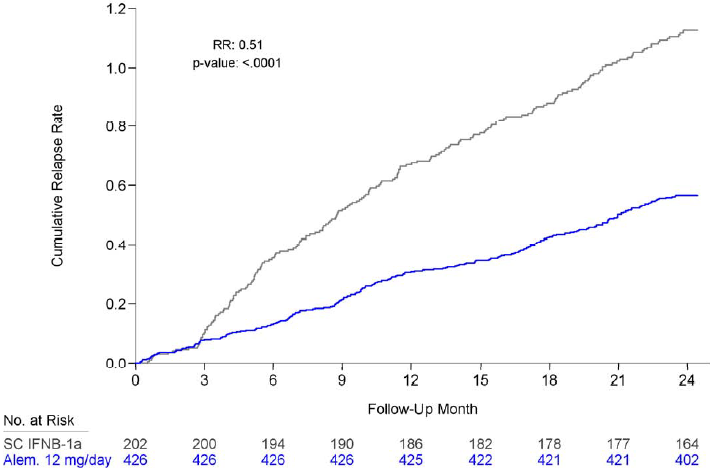 1.2
1.0
0.8
0.6
0.4
0.2
0.0
Cumulative Relapse Rate
RR: 0.51
p-value: <.0001
0 3 6 9 12 15 18 21 24
Follow-Up Month
No. at Risk
SC IFNB-1a 202 200 194 190 186 182 178 177 164
Alem. 12 mg/day 426 426 426 426 425 422 421 421 402